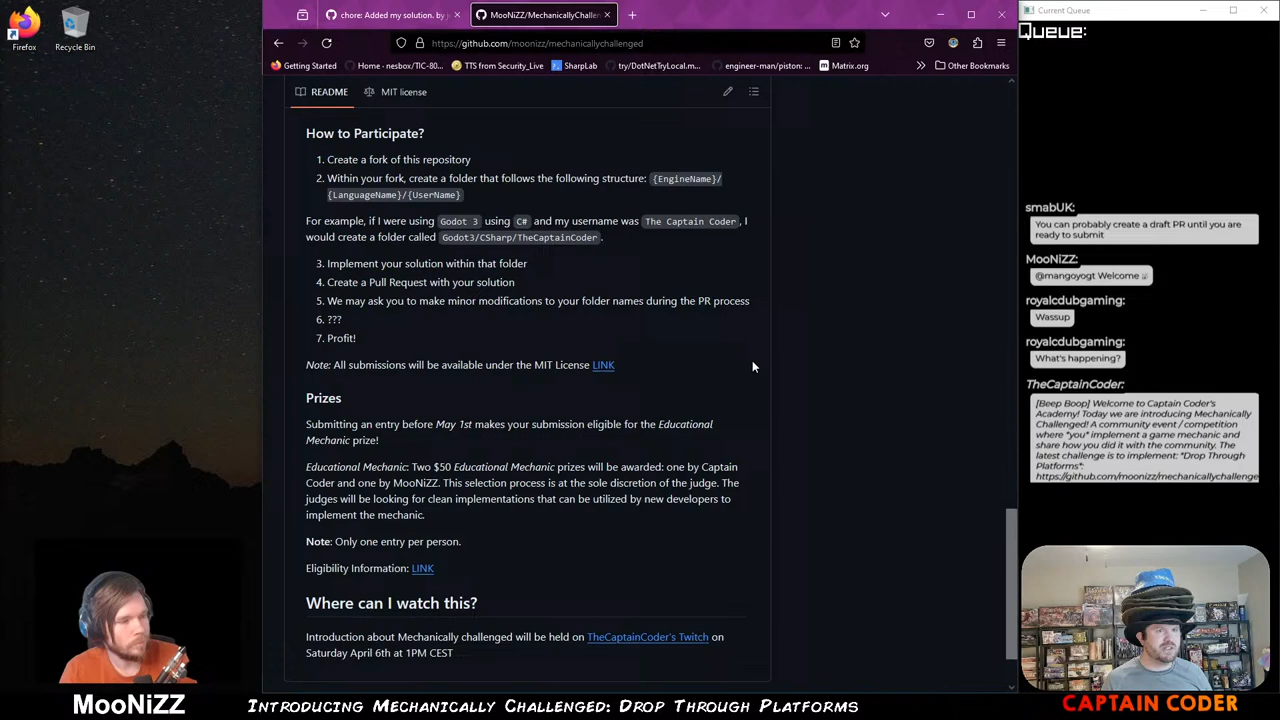 chore: Added my solution. by j
MooNiZZ/MechanicallyChallen
Current Queue
Queue:
Firefox
Recycle Bin
https://github.com/moonizz/mechanicallychallenged
Getting Started
Home - nesbox/TIC-80...
TTS from Security_Live
SharpLab
try/DotNetTryLocal.m...
engineer-man/piston: ...
Matrix.org
Other Bookmarks
README
MIT license
How to Participate?
1. Create a fork of this repository
2. Within your fork, create a folder that follows the following structure: {EngineName}/
{LanguageName}/{UserName}
For example, if I were using Godot 3 using C# and my username was The Captain Coder, I
would create a folder called Godot3/CSharp/TheCaptainCoder.
3. Implement your solution within that folder
4. Create a Pull Request with your solution
5. We may ask you to make minor modifications to your folder names during the PR process
6. ???
7. Profit!
Note: All submissions will be available under the MIT License LINK
Prizes
Submitting an entry before May 1st makes your submission eligible for the Educational
Mechanic prize!
Educational Mechanic: Two $50 Educational Mechanic prizes will be awarded: one by Captain
Coder and one by MooNiZZ. This selection process is at the sole discretion of the judge. The
judges will be looking for clean implementations that can be utilized by new developers to
implement the mechanic.
Note: Only one entry per person.
Eligibility Information: LINK
Where can I watch this?
Introduction about Mechanically challenged will be held on TheCaptainCoder's Twitch on
Saturday April 6th at 1PM CEST
smabUK:
You can probably create a draft PR until you are
ready to submit
MooNiZZ:
@mangoyogt Welcome
royalcdubgaming:
Wassup
royalcdubgaming:
What's happening?
TheCaptainCoder:
[Beep Boop] Welcome to Captain Coder's
Academy! Today we are introducing Mechanically
Challenged! A community event / competition
where *you* implement a game mechanic and
share how you did it with the community. The
latest challenge is to implement: *Drop Through
Platforms*:
https://github.com/moonizz/mechanicallychallenge
MooNiZZ
Introducing Mechanically Challenged: Drop Through Platforms
CAPTAIN CODER